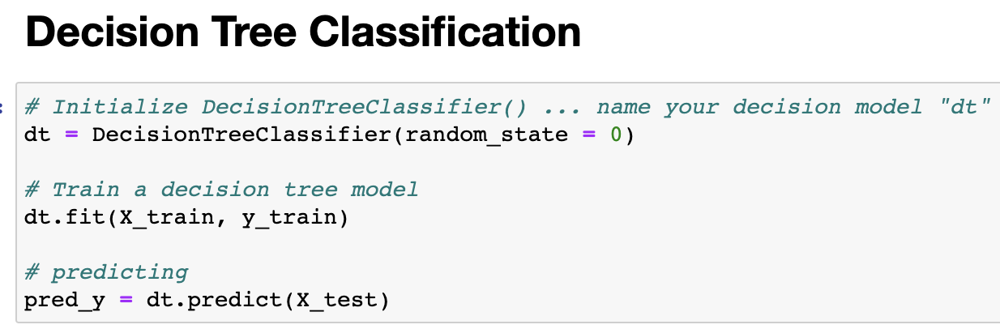 Decision Tree Classification
:
# Initialize DecisionTreeClassifier() ... name your decision model "dt"
dt = DecisionTreeClassifier(random_state = 0)
# Train a decision tree model
dt.fit(X_train, y_train)
# predicting
pred_y = dt.predict(X_test)